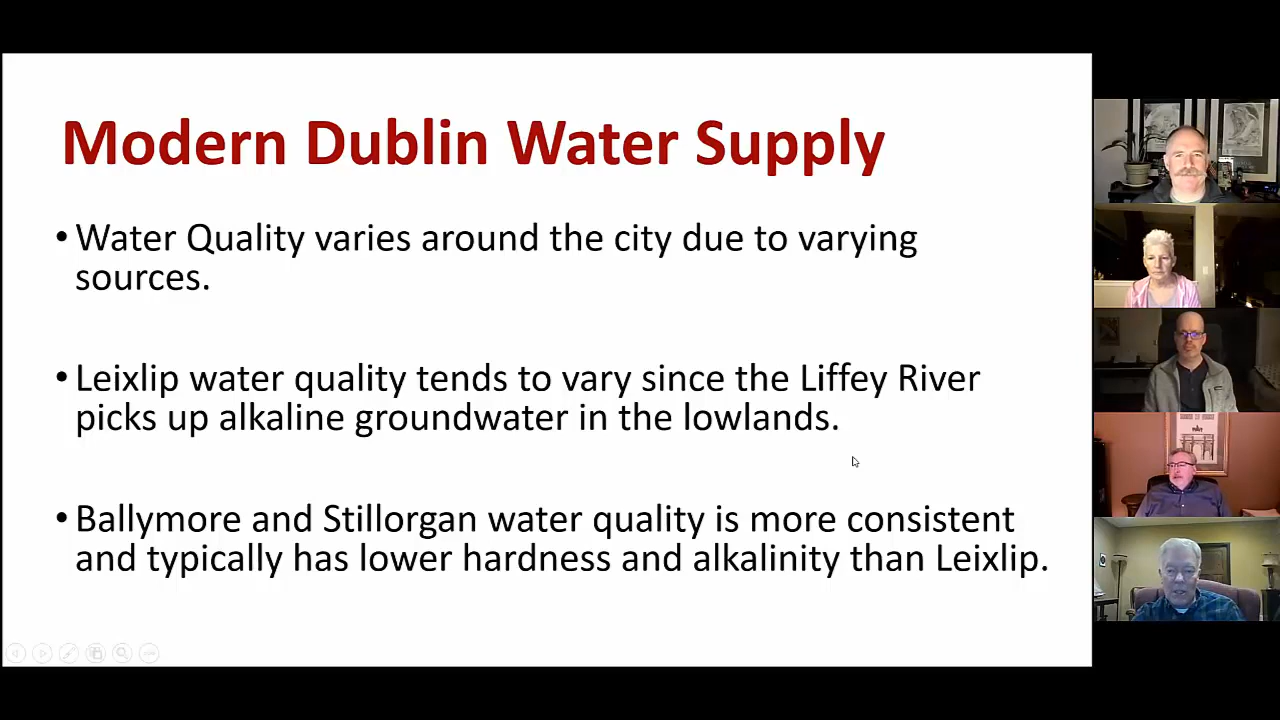 Modern Dublin Water Supply
• Water Quality varies around the city due to varying
sources.
• Leixlip water quality tends to vary since the Liffey River
picks up alkaline groundwater in the lowlands.
• Ballymore and Stillorgan water quality is more consistent
and typically has lower hardness and alkalinity than Leixlip.